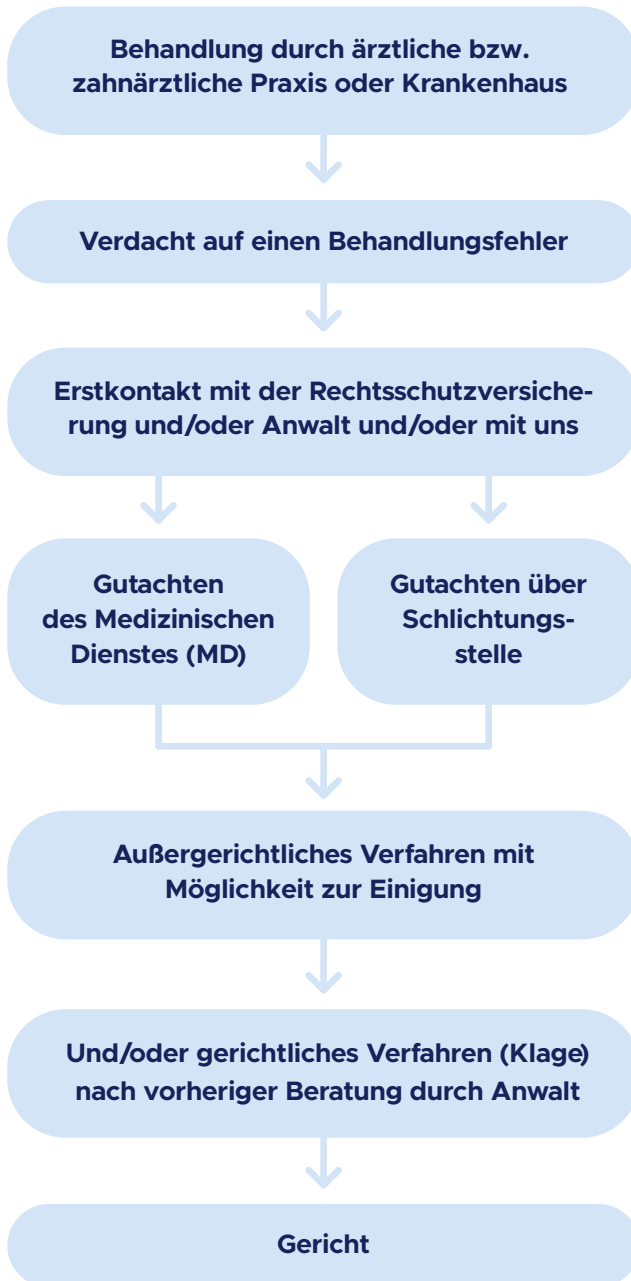 Behandlung durch ärztliche bzw.
zahnärztliche Praxis oder Krankenhaus
Verdacht auf einen Behandlungsfehler
Erstkontakt mit der Rechtsschutzversiche-
rung und/oder Anwalt und/oder mit uns
Gutachten
des Medizinischen
Dienstes (MD)
Gutachten über
Schlichtungs-
stelle
Außergerichtliches Verfahren mit
Möglichkeit zur Einigung
Und/oder gerichtliches Verfahren (Klage)
nach vorheriger Beratung durch Anwalt
Gericht